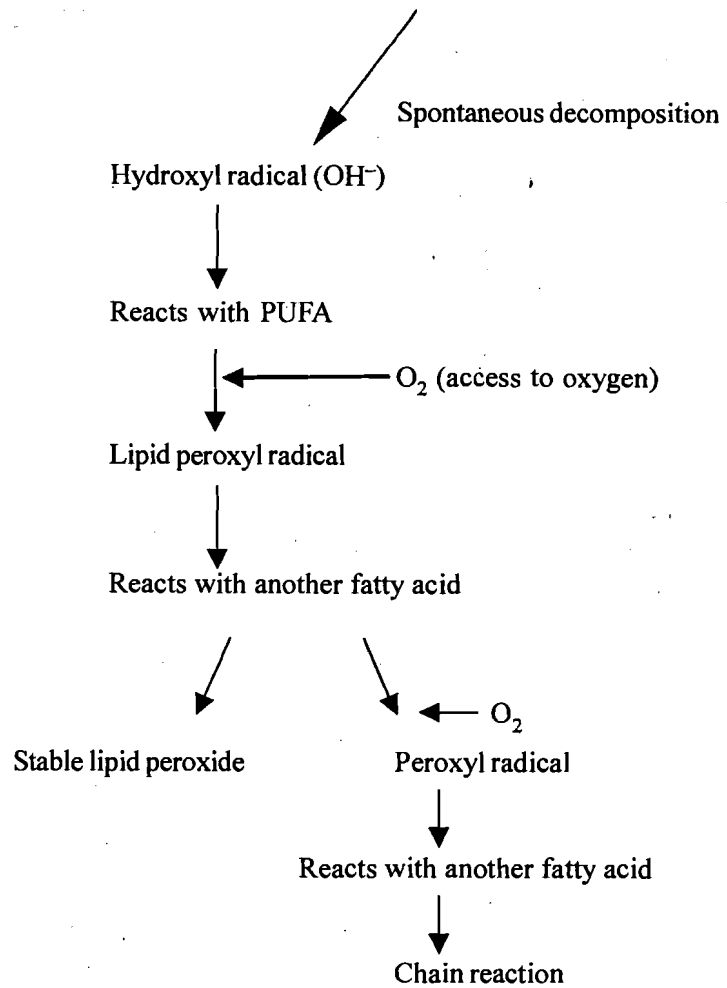 Spontaneous decomposition
Hydroxyl radical (OH⁻)
Reacts with PUFA
O₂ (access to oxygen)
Lipid peroxyl radical
Reacts with another fatty acid
O₂
Stable lipid peroxide
Peroxyl radical
Reacts with another fatty acid
Chain reaction